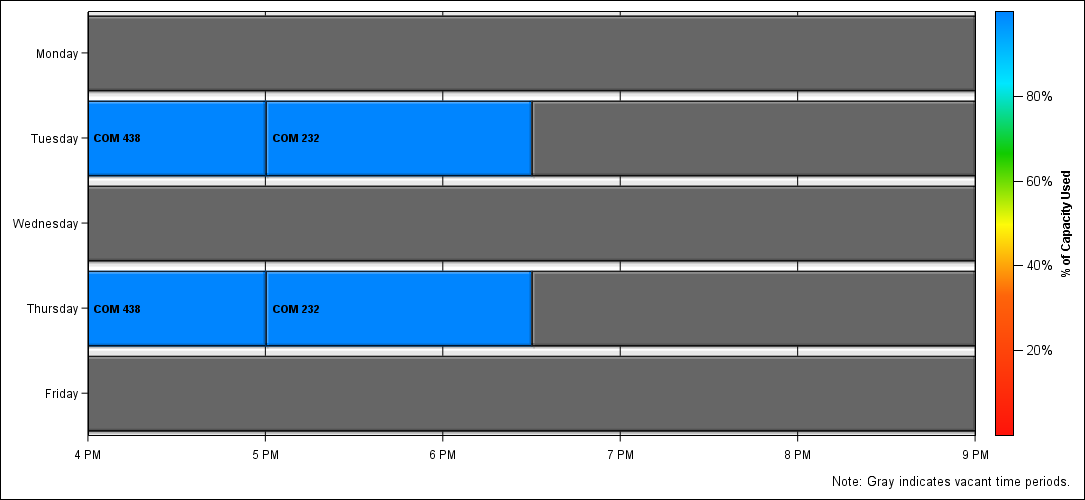 Monday
Tuesday
COM 438
COM 232
Wednesday
Thursday
COM 438
COM 232
Friday
4 PM
5 PM
6 PM
7 PM
8 PM
9 PM
80%
60%
40%
20%
% of Capacity Used
Note: Gray indicates vacant time periods.